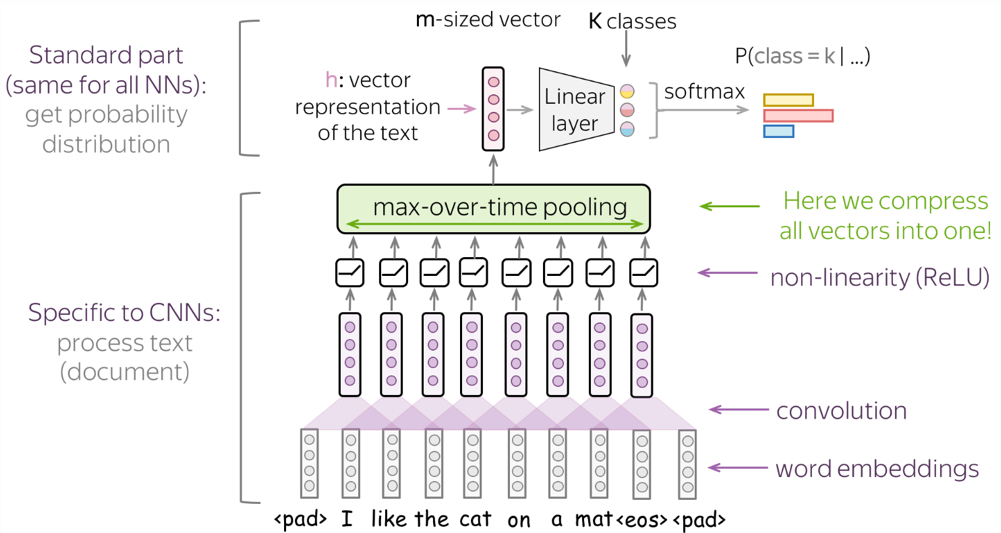 m-sized vector
K classes
Standard part
(same for all NNs):
get probability
distribution
h: vector
representation
of the text
Linear
layer
softmax
P(class = k | ...)
max-over-time pooling
Here we compress
all vectors into one!
non-linearity (ReLU)
Specific to CNNs:
process text
(document)
convolution
word embeddings
<pad> I like the cat on a mat <eos> <pad>